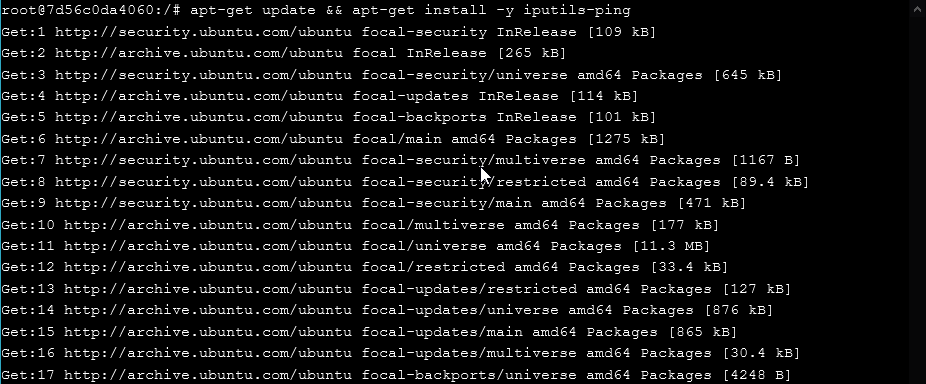 root@7d56c0da4060:/# apt-get update && apt-get install -y iputils-ping
Get:1 http://security.ubuntu.com/ubuntu focal-security InRelease [109 kB]
Get:2 http://archive.ubuntu.com/ubuntu focal InRelease [265 kB]
Get:3 http://security.ubuntu.com/ubuntu focal-security/universe amd64 Packages [645 kB]
Get:4 http://archive.ubuntu.com/ubuntu focal-updates InRelease [114 kB]
Get:5 http://archive.ubuntu.com/ubuntu focal-backports InRelease [101 kB]
Get:6 http://archive.ubuntu.com/ubuntu focal/main amd64 Packages [1275 kB]
Get:7 http://security.ubuntu.com/ubuntu focal-security/multiverse amd64 Packages [1167 B]
Get:8 http://security.ubuntu.com/ubuntu focal-security/restricted amd64 Packages [89.4 kB]
Get:9 http://security.ubuntu.com/ubuntu focal-security/main amd64 Packages [471 kB]
Get:10 http://archive.ubuntu.com/ubuntu focal/multiverse amd64 Packages [177 kB]
Get:11 http://archive.ubuntu.com/ubuntu focal/universe amd64 Packages [11.3 MB]
Get:12 http://archive.ubuntu.com/ubuntu focal/restricted amd64 Packages [33.4 kB]
Get:13 http://archive.ubuntu.com/ubuntu focal-updates/restricted amd64 Packages [127 kB]
Get:14 http://archive.ubuntu.com/ubuntu focal-updates/universe amd64 Packages [876 kB]
Get:15 http://archive.ubuntu.com/ubuntu focal-updates/main amd64 Packages [865 kB]
Get:16 http://archive.ubuntu.com/ubuntu focal-updates/multiverse amd64 Packages [30.4 kB]
Get:17 http://archive.ubuntu.com/ubuntu focal-backports/universe amd64 Packages [4248 B]